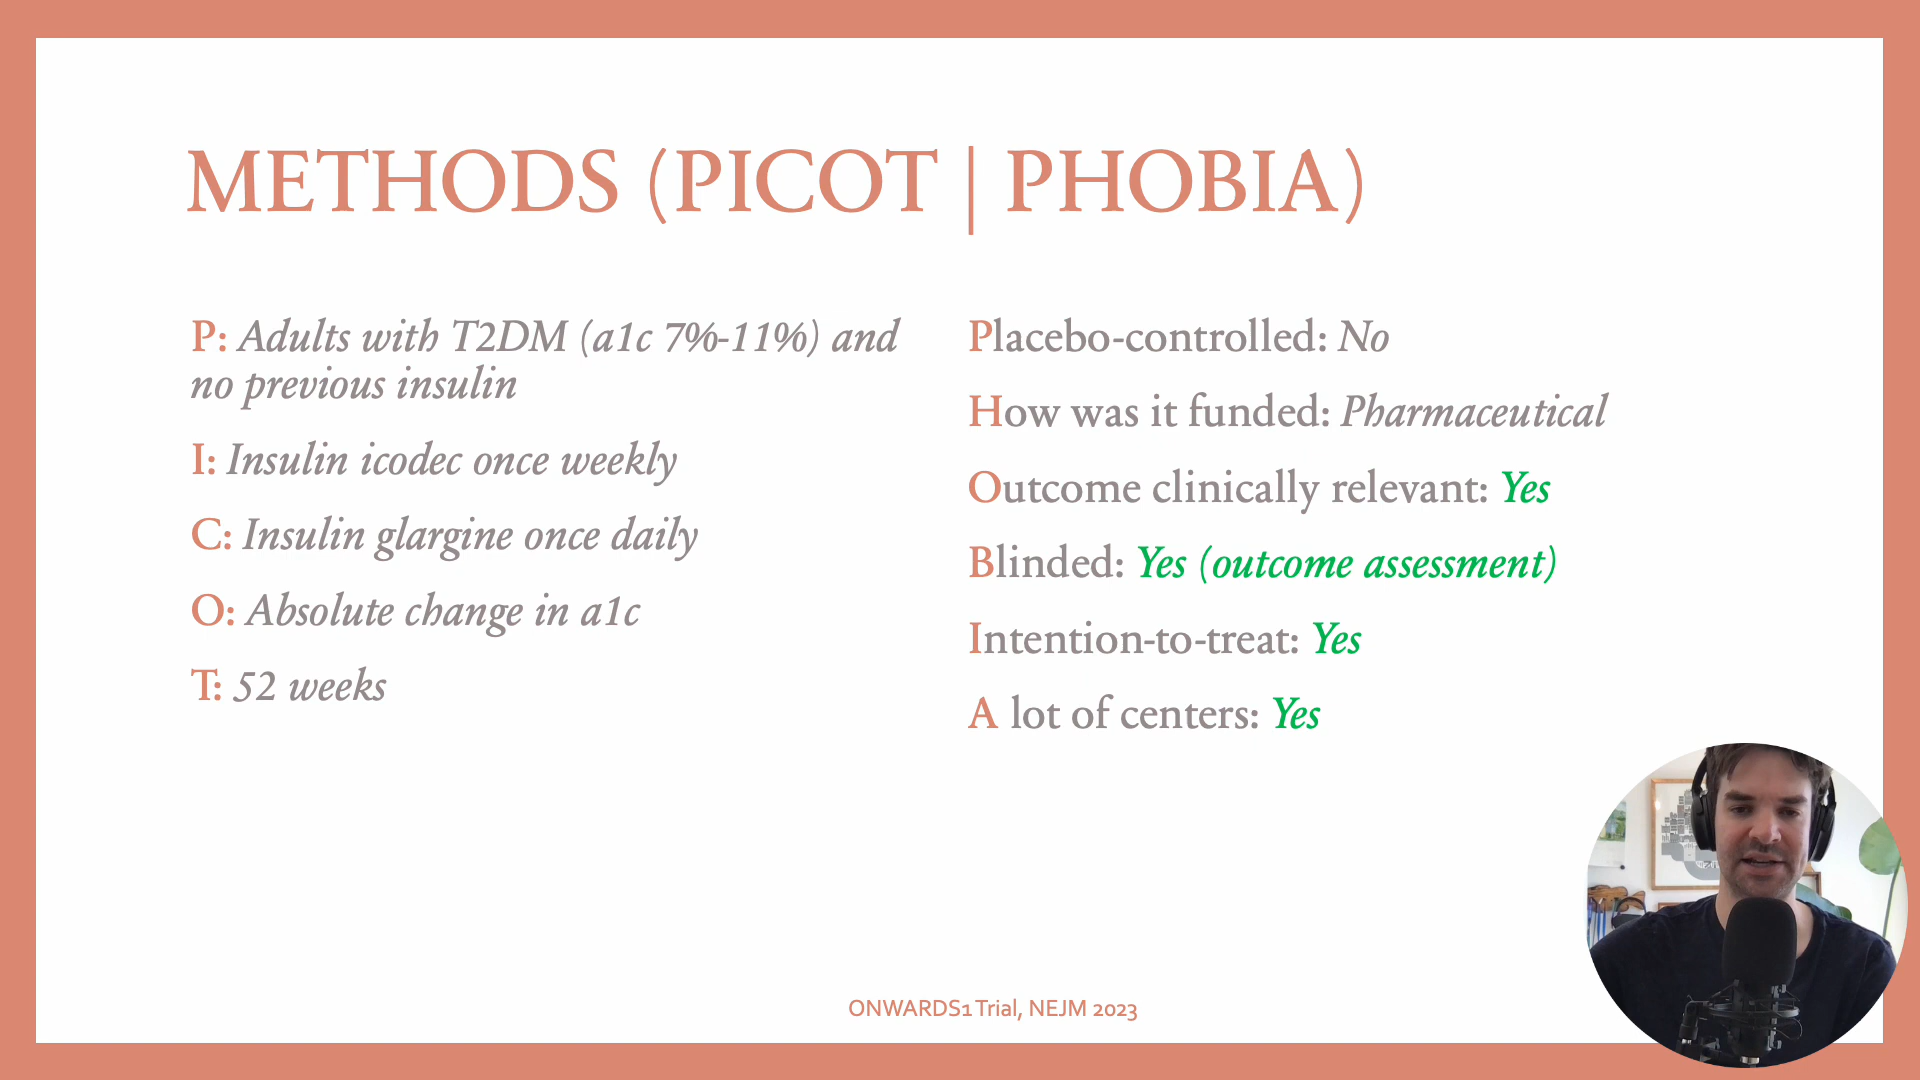 METHODS (PICOT | PHOBIA)
P: Adults with T2DM (a1c 7%-11%) and
no previous insulin
I: Insulin icodec once weekly
C: Insulin glargine once daily
O: Absolute change in a1c
T: 52 weeks
Placebo-controlled: No
How was it funded: Pharmaceutical
Outcome clinically relevant: Yes
Blinded: Yes (outcome assessment)
Intention-to-treat: Yes
A lot of centers: Yes
ONWARDS1 Trial, NEJM 2023